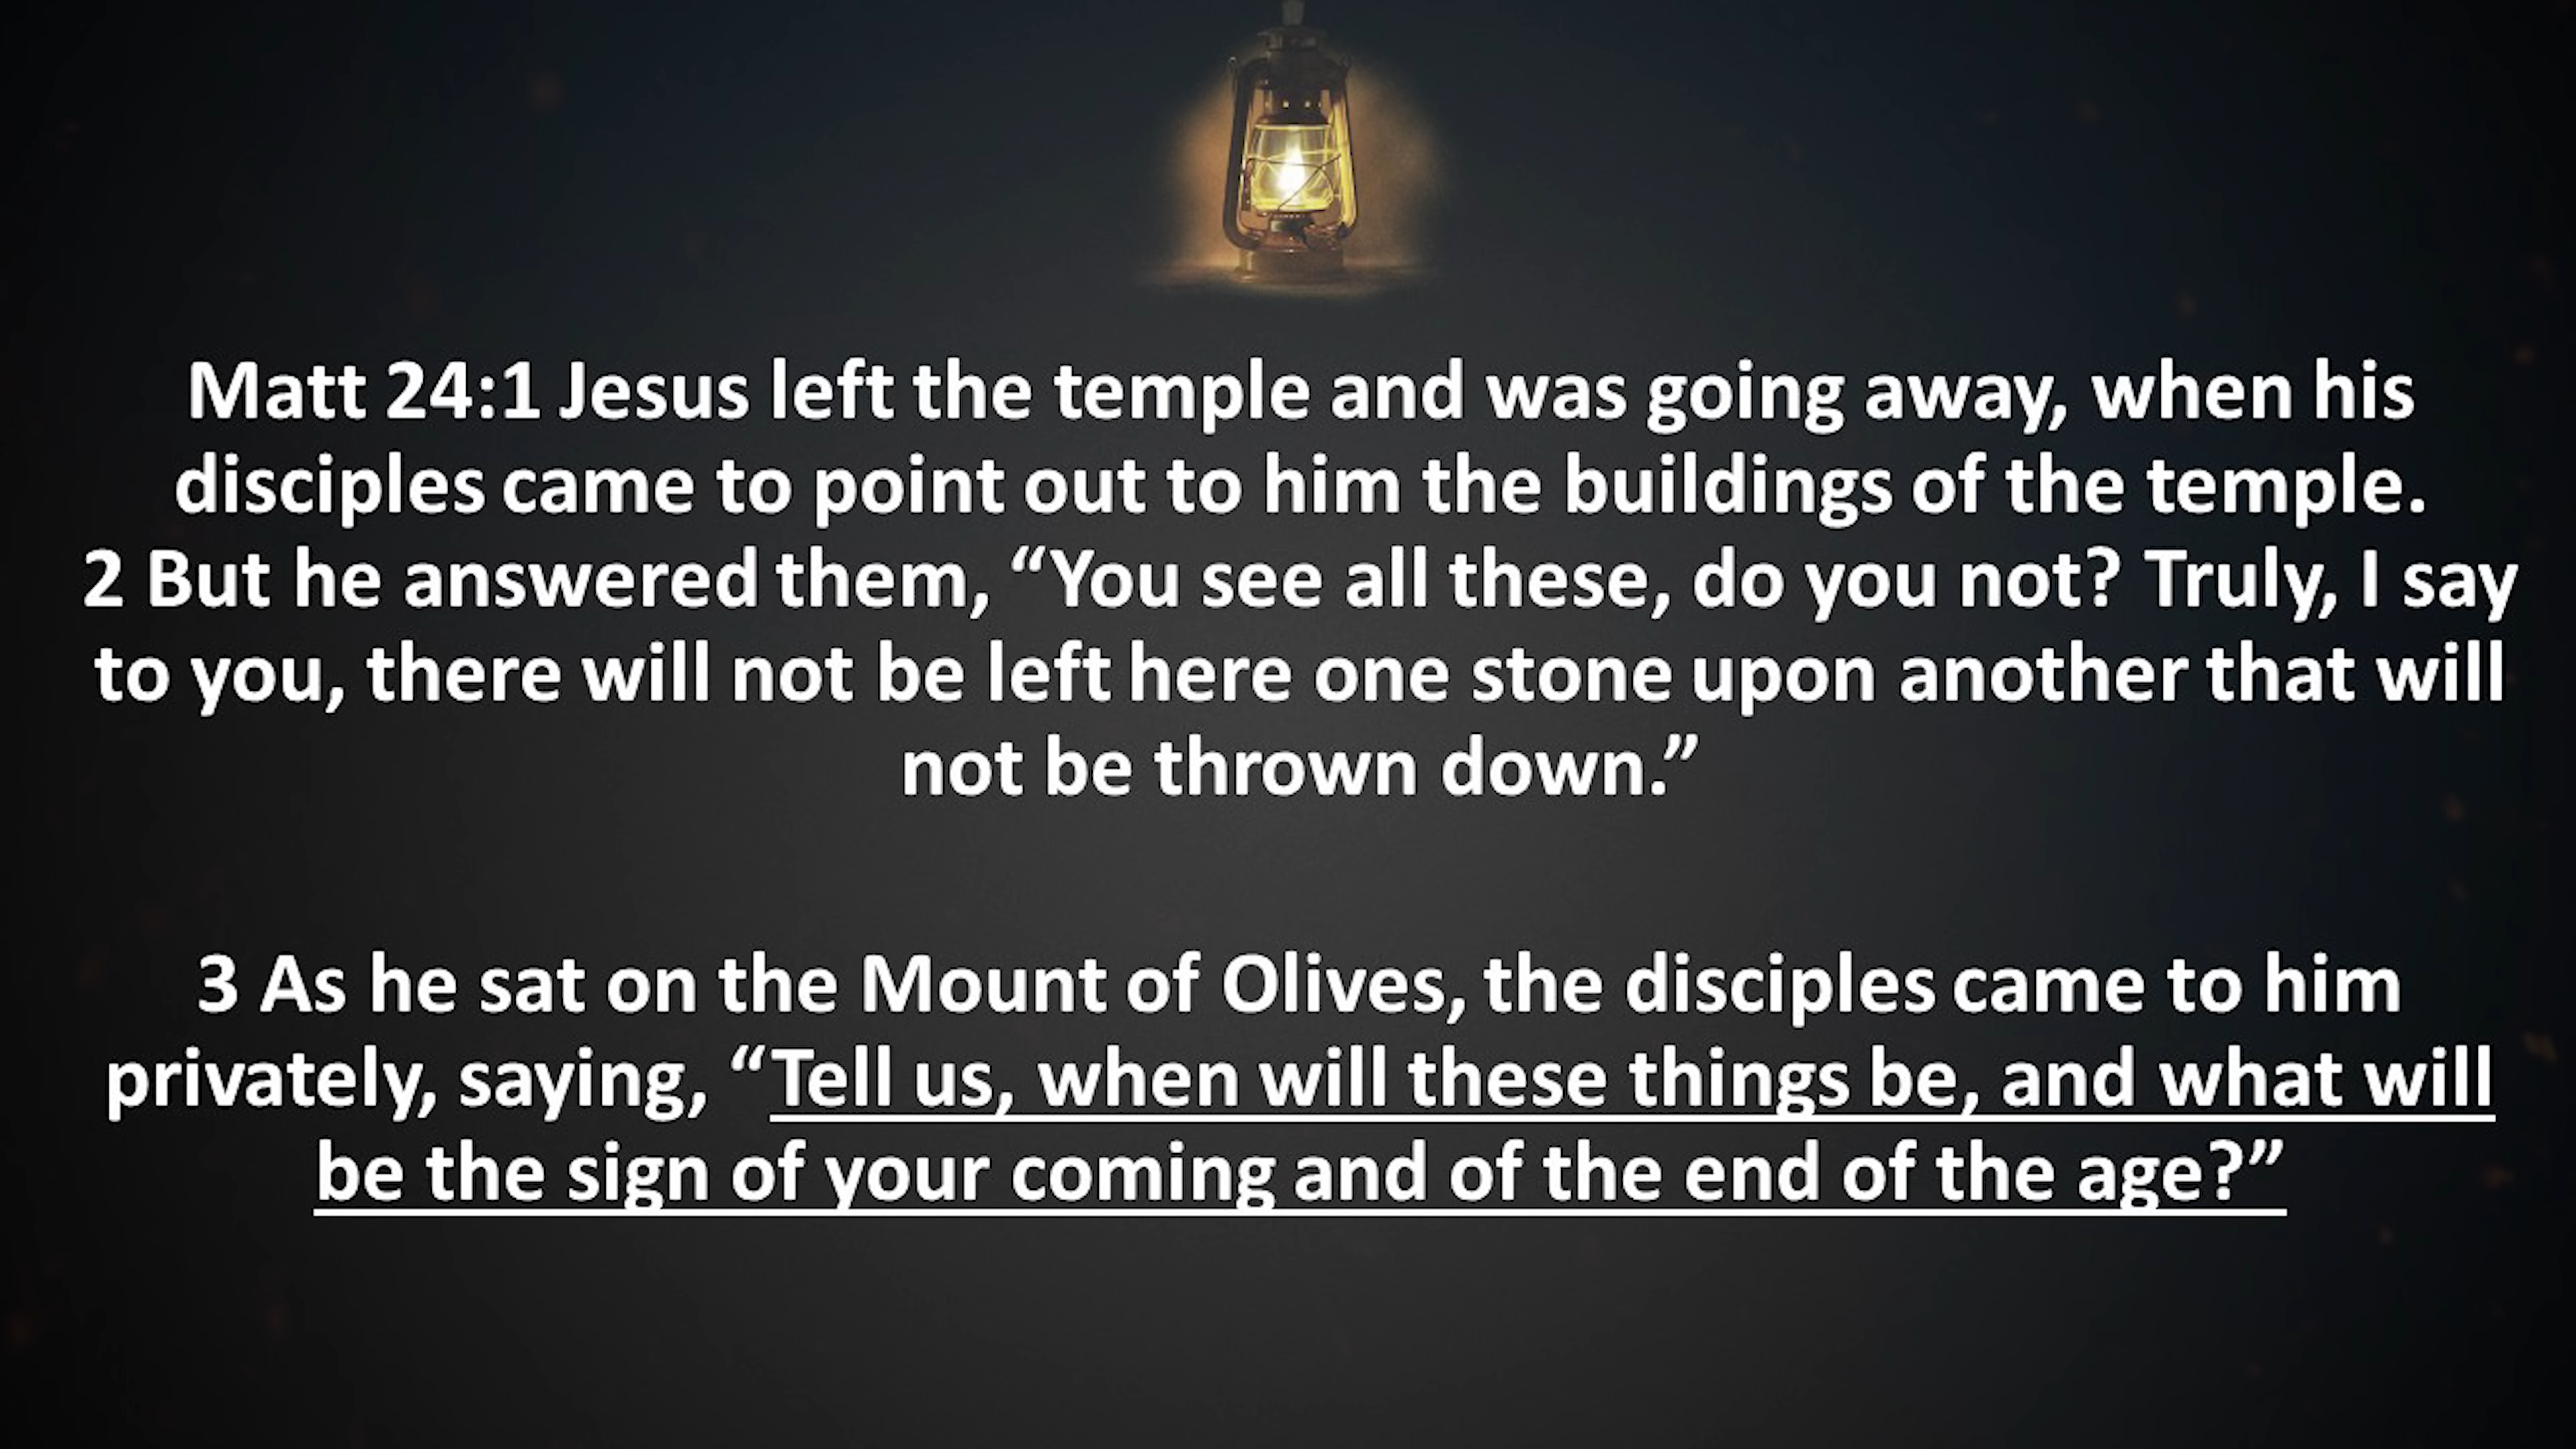 Matt 24:1 Jesus left the temple and was going away, when his
disciples came to point out to him the buildings of the temple.
2 But he answered them, “You see all these, do you not? Truly, I say
to you, there will not be left here one stone upon another that will
not be thrown down.”
3 As he sat on the Mount of Olives, the disciples came to him
privately, saying, “Tell us, when will these things be, and what will
be the sign of your coming and of the end of the age?”